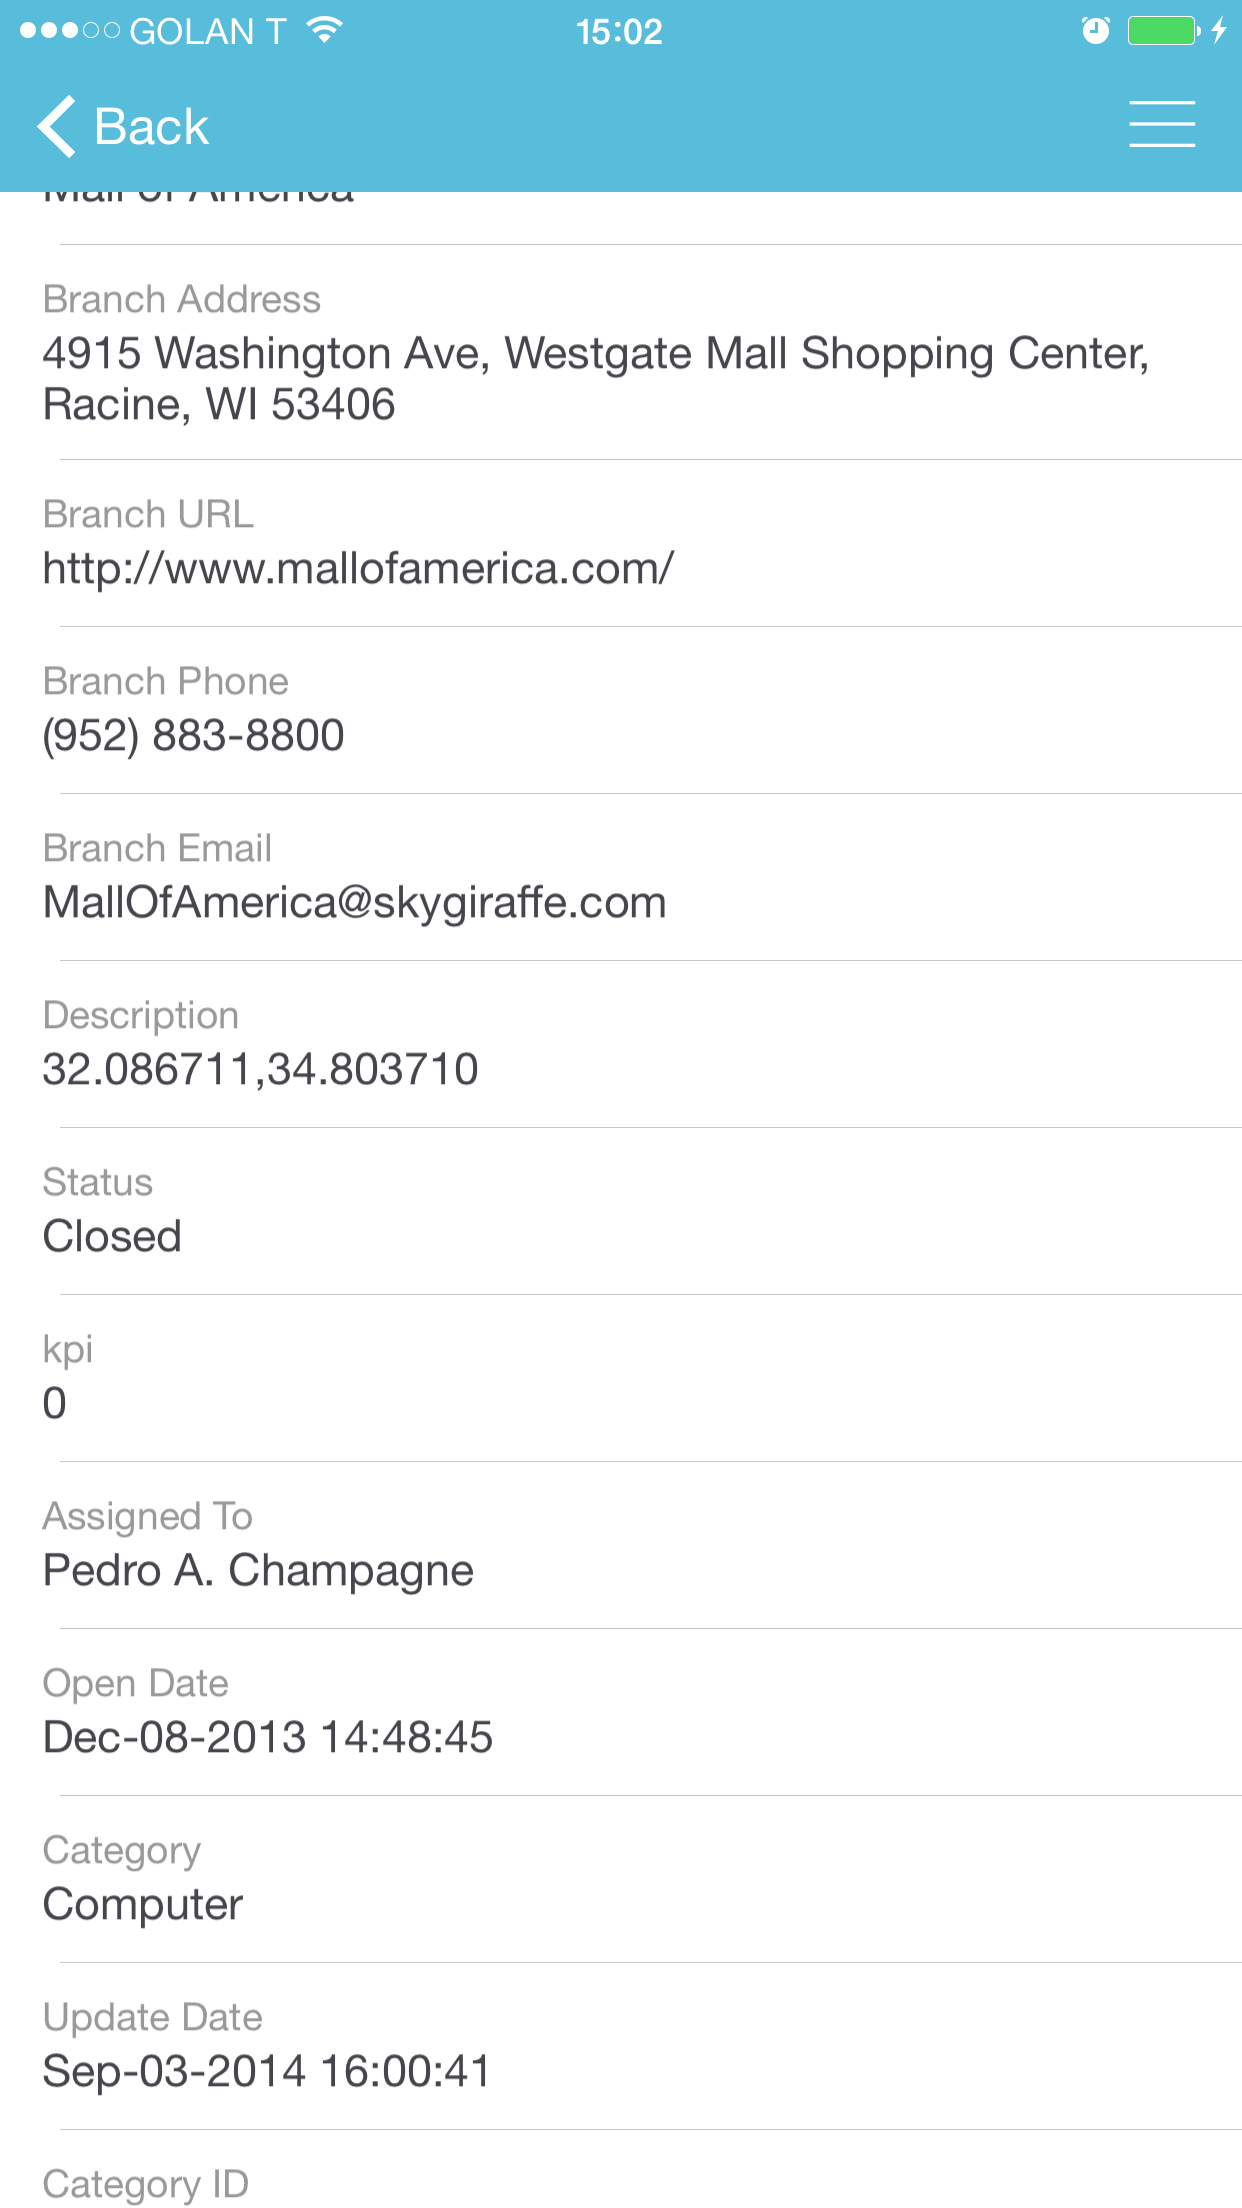 GOLAN T
15:02
Back
Mall of America
Branch Address
4915 Washington Ave, Westgate Mall Shopping Center,
Racine, WI 53406
Branch URL
http://www.mallofamerica.com/
Branch Phone
(952) 883-8800
Branch Email
MallOfAmerica@skygiraffe.com
Description
32.086711,34.803710
Status
Closed
kpi
0
Assigned To
Pedro A. Champagne
Open Date
Dec-08-2013 14:48:45
Category
Computer
Update Date
Sep-03-2014 16:00:41
Category ID